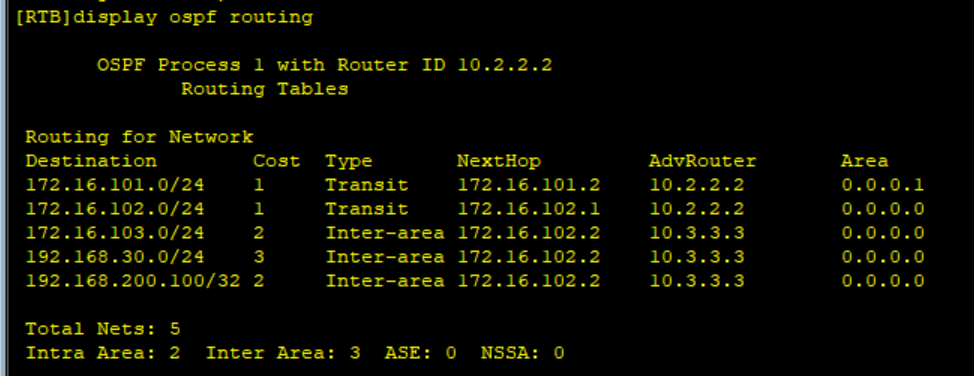 [RTB]display ospf routing
OSPF Process 1 with Router ID 10.2.2.2
Routing Tables
Routing for Network
Destination Cost Type NextHop AdvRouter Area
172.16.101.0/24 1 Transit 172.16.101.2 10.2.2.2 0.0.0.1
172.16.102.0/24 1 Transit 172.16.102.1 10.2.2.2 0.0.0.0
172.16.103.0/24 2 Inter-area 172.16.102.2 10.3.3.3 0.0.0.0
192.168.30.0/24 3 Inter-area 172.16.102.2 10.3.3.3 0.0.0.0
192.168.200.100/32 2 Inter-area 172.16.102.2 10.3.3.3 0.0.0.0
Total Nets: 5
Intra Area: 2 Inter Area: 3 ASE: 0 NSSA: 0